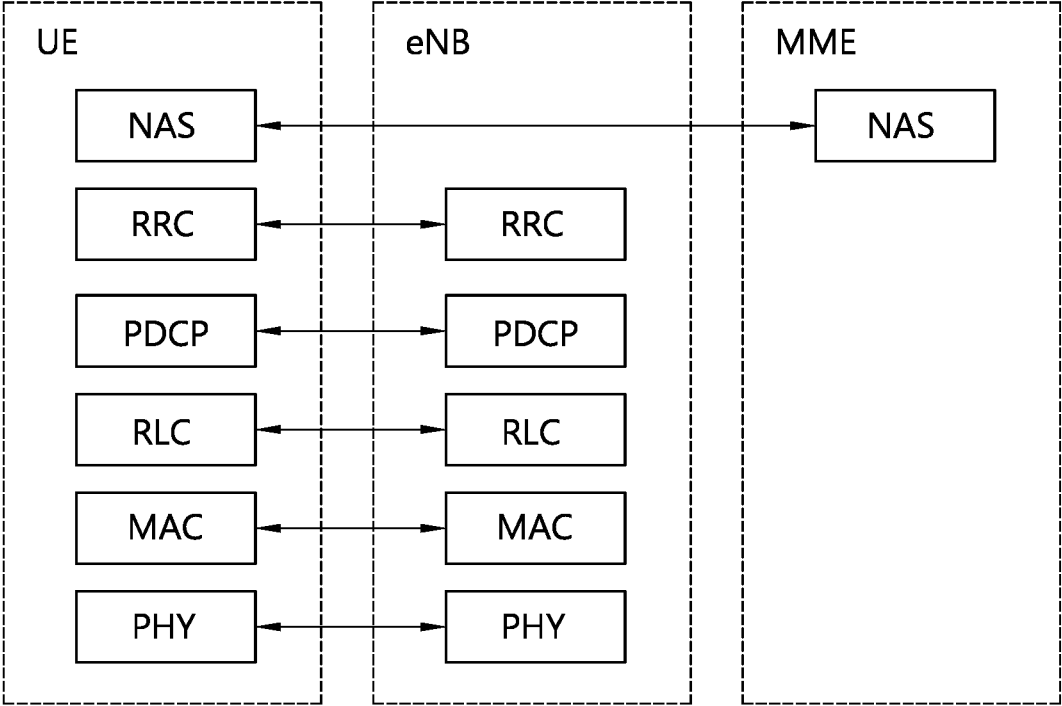 UE eNB MME
NAS NAS
RRC RRC
PDCP PDCP
RLC RLC
MAC MAC
PHY PHY